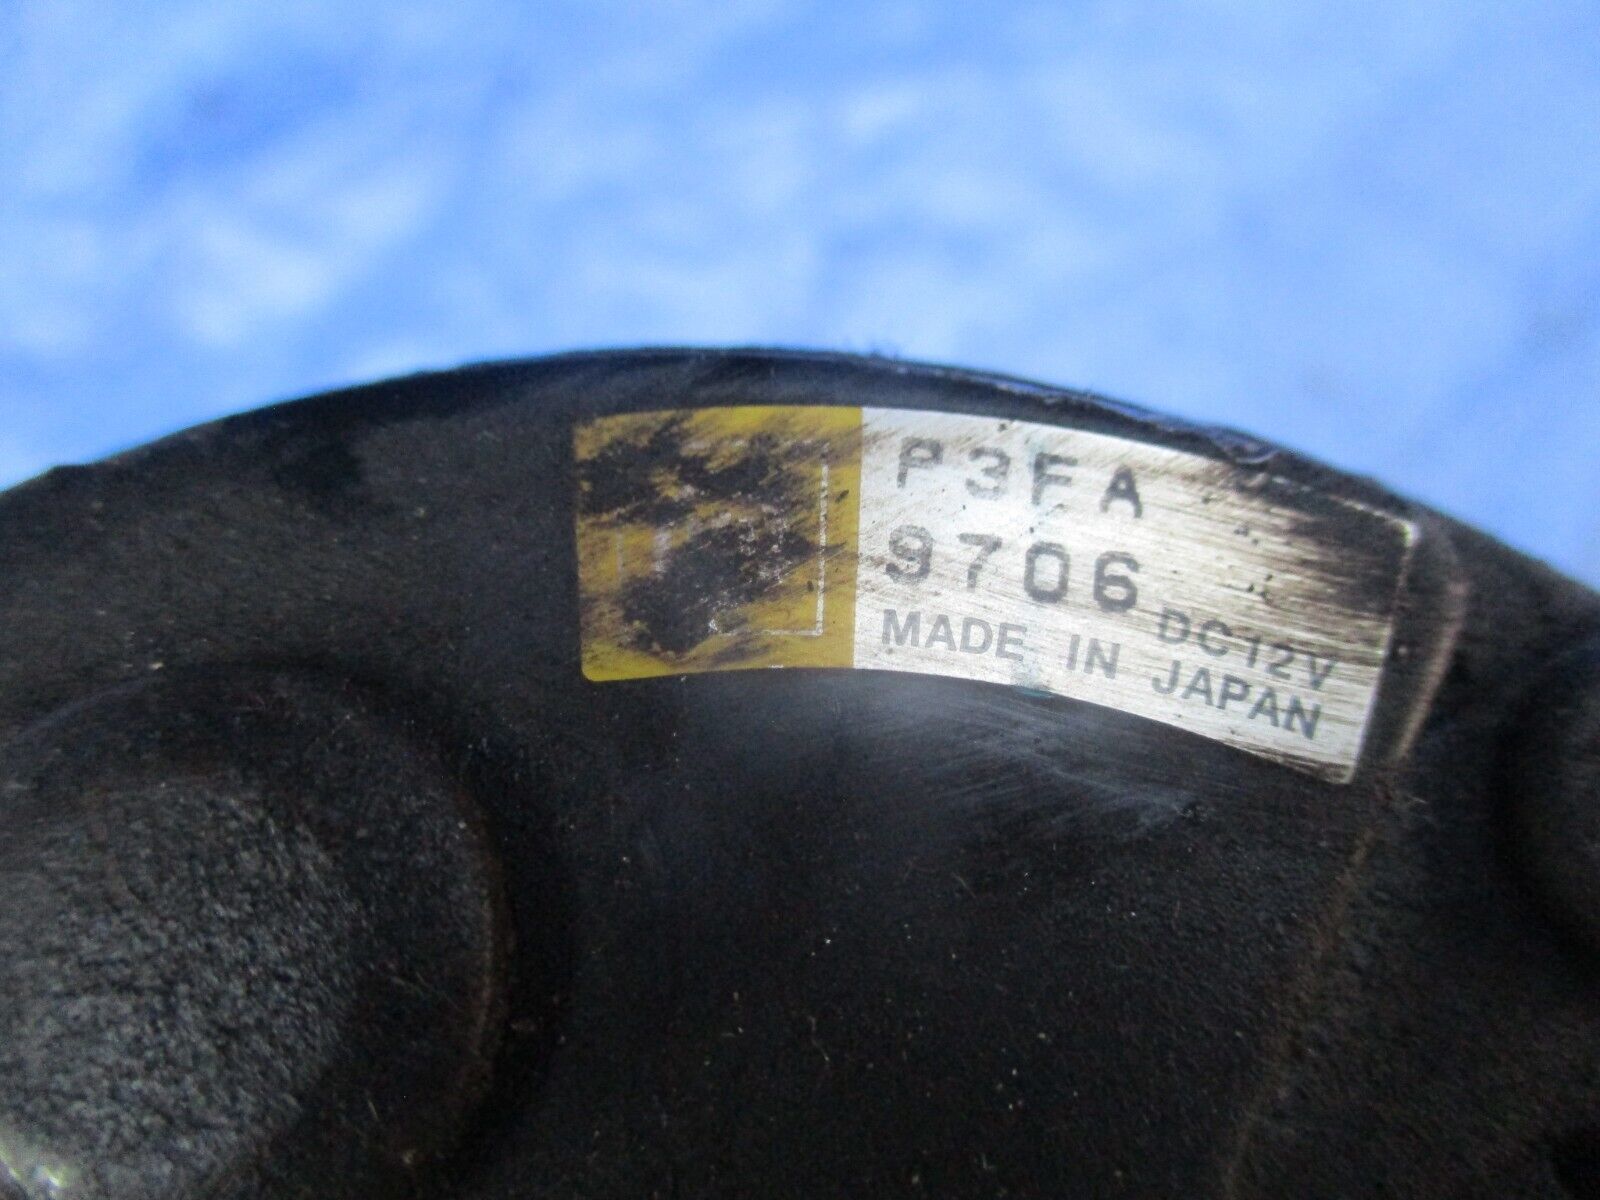 P3FA
9706 DC12V
MADE IN JAPAN